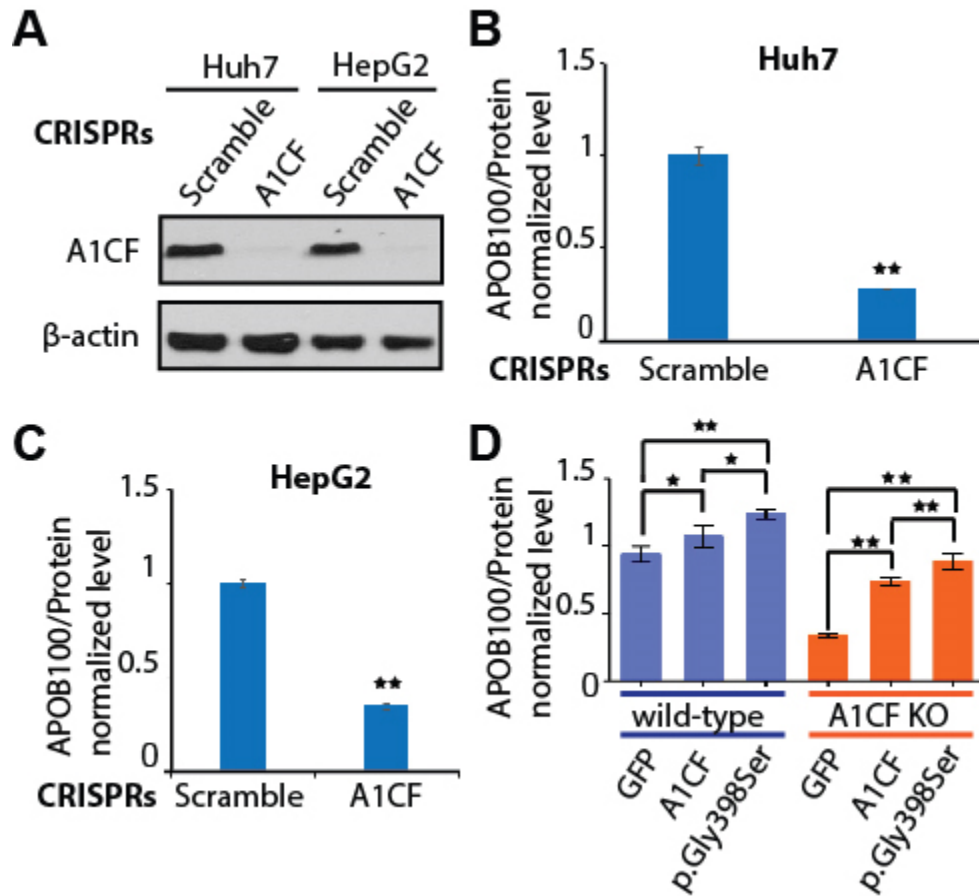 A
Huh7 HepG2
CRISPRs
Scramble A1CF Scramble A1CF
A1CF
β-actin
B
Huh7
APOB100/Protein
normalized level
1.5
1
0.5
0
★★
CRISPRs Scramble A1CF
C
HepG2
APOB100/Protein
normalized level
1.5
1
0.5
0
★★
CRISPRs Scramble A1CF
D
APOB100/Protein
normalized level
1.5
1
0.5
0
★★
★ ★
★★
★★ ★★
wild-type A1CF KO
GFP A1CF p.Gly398Ser GFP A1CF p.Gly398Ser